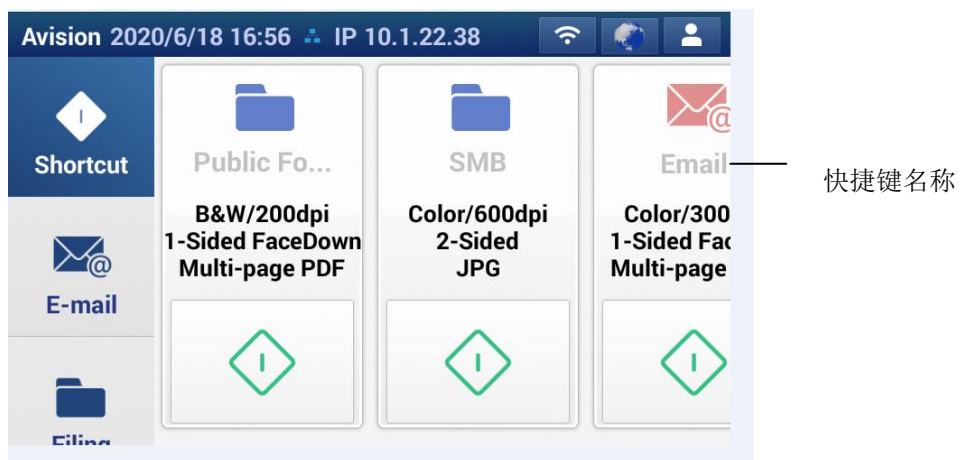 Avision 2020/6/18 16:56 IP 10.1.22.38
Shortcut
E-mail
Filing
Public Fo...
B&W/200dpi
1-Sided FaceDown
Multi-page PDF
SMB
Color/600dpi
2-Sided
JPG
Email
Color/300
1-Sided Fac
Multi-page
快捷键名称